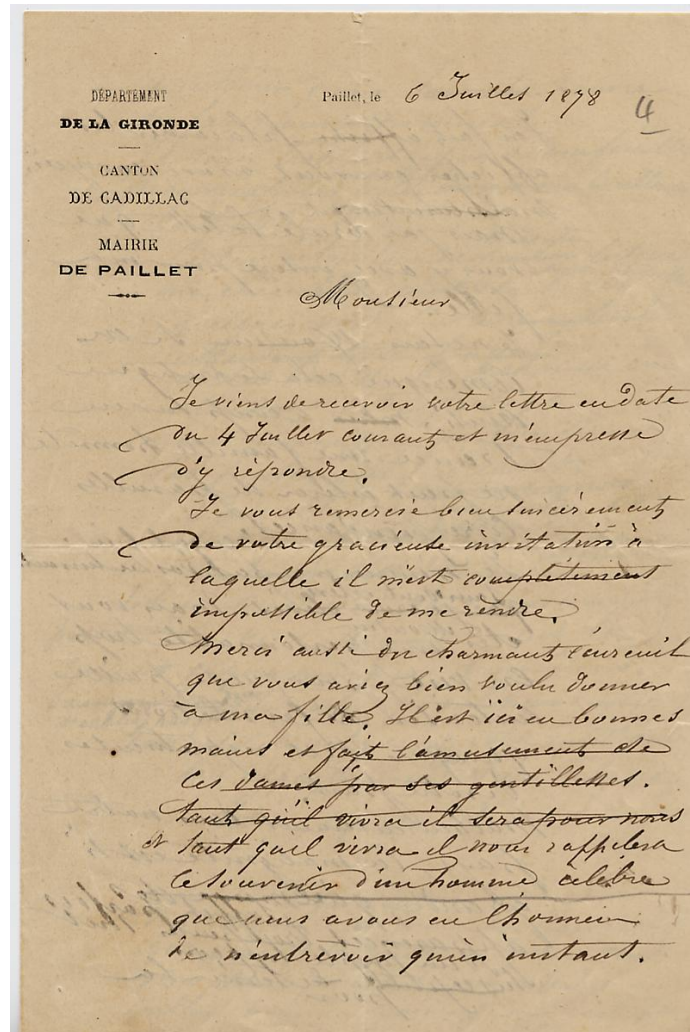 DÉPARTEMENT
DE LA GIRONDE
CANTON
DE CADILLAC
MAIRIE
DE PAILLET
Paillet, le 6 Juillet 1878
4
Monsieur
Je viens de recevoir votre lettre en date
du 4 Juillet courant et m'empresse
d'y répondre.
Je vous remercie bien sincèrement
de votre gracieuse invitation à
laquelle il m'est complètement
impossible de me rendre.
Merci aussi du charmant écureuil
que vous aviez bien voulu donner
à ma fille. Il est ici en bonnes
mains et fait l'amusement de
ces dames par ses gentillesses.
Tant qu'il vivra il sera pour nous
et tant qu'il vivra il nous rappellera
le souvenir d'un homme célèbre
que nous avons eu l'honneur
de n'entrevoir qu'un instant.